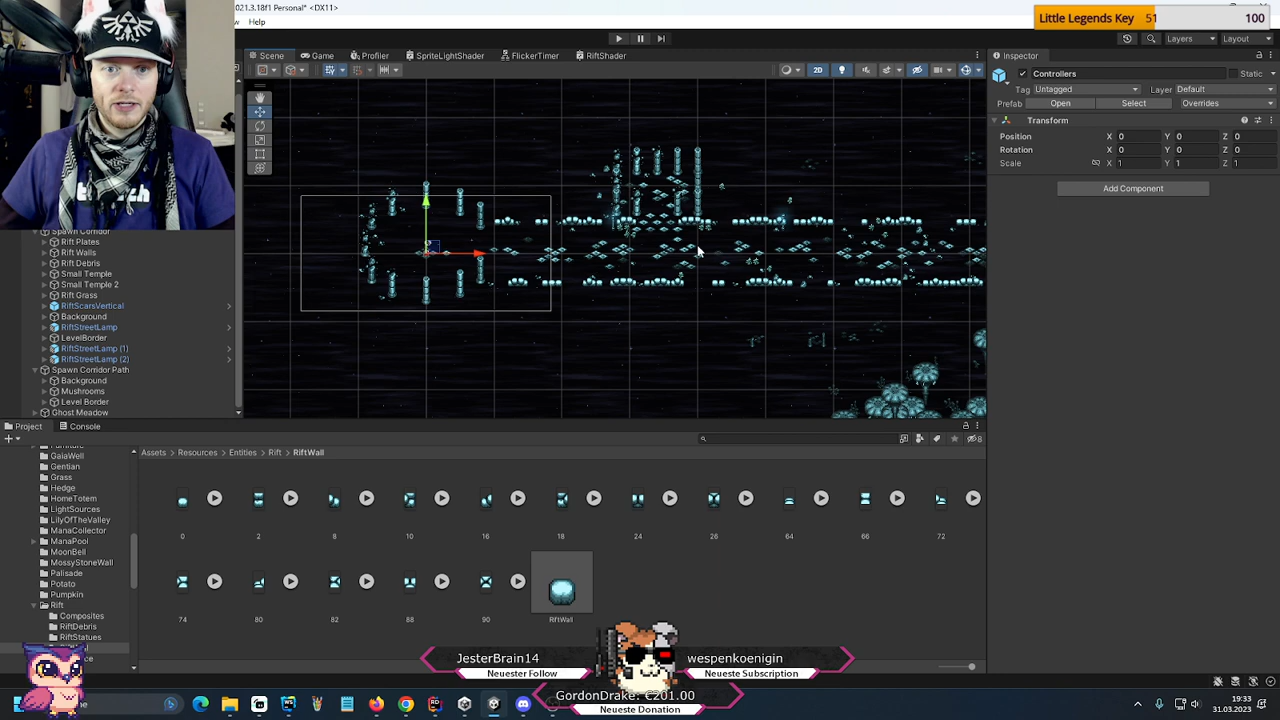 021.3.18f1 Personal* <DX11>
Little Legends Key 51 100
Help
Layers Layout
Scene Game Profiler SpriteLightShader FlickerTimer RiftShader
2D
Inspector
Controllers Static
Tag Untagged Layer Default
Prefab Open Select Overrides
Transform
Position X 0 Y 0 Z 0
Rotation X 0 Y 0 Z 0
Scale X 1 Y 1 Z 1
Add Component
Spawn Corridor
Rift Plates
Rift Walls
Rift Debris
Small Temple
Small Temple 2
Rift Grass
RiftScarsVertical
Background
RiftStreetLamp
LevelBorder
RiftStreetLamp (1)
RiftStreetLamp (2)
Spawn Corridor Path
Background
Mushrooms
Level Border
Ghost Meadow
Project Console
8
Furniture
GaiaWell
Gentian
Grass
Hedge
HomeTotem
LightSources
LilyOfTheValley
ManaCollector
ManaPool
MoonBell
MossyStoneWall
Palisade
Potato
Pumpkin
Rift
Composites
RiftDebris
RiftStatues
Assets Resources Entities Rift RiftWall
0 2 8 10 16 18 24 26 64 66 72
74 80 82 88 90 RiftWall
JesterBrain14
Neuester Follow
wespenkoenigin
Neueste Subscription
GordonDrake: €201.00
Neueste Donation
19:33
31.03.2023